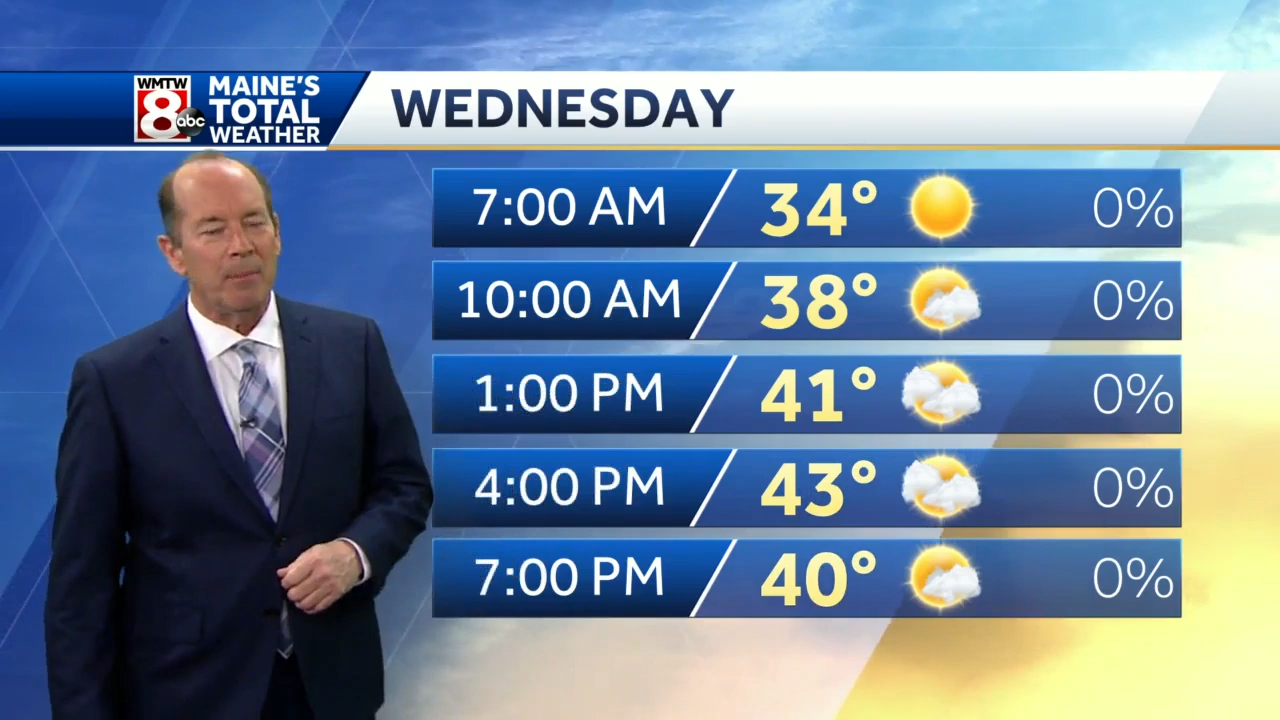 WMTW
8
abc
MAINE'S
TOTAL
WEATHER
WEDNESDAY
7:00 AM 34° 0%
10:00 AM 38° 0%
1:00 PM 41° 0%
4:00 PM 43° 0%
7:00 PM 40° 0%